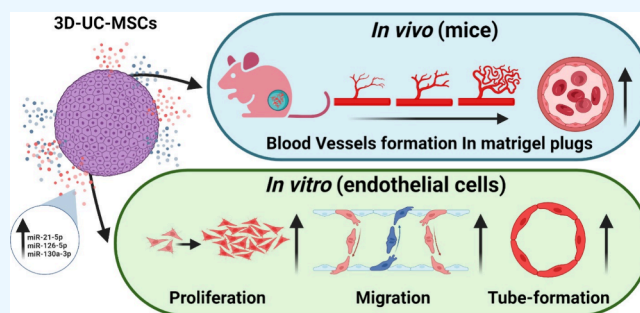 3D-UC-MSCs
In vivo (mice)
Blood Vessels formation In matrigel plugs
In vitro (endothelial cells)
miR-21-5p
miR-126-5p
miR-130a-3p
Proliferation
Migration
Tube-formation